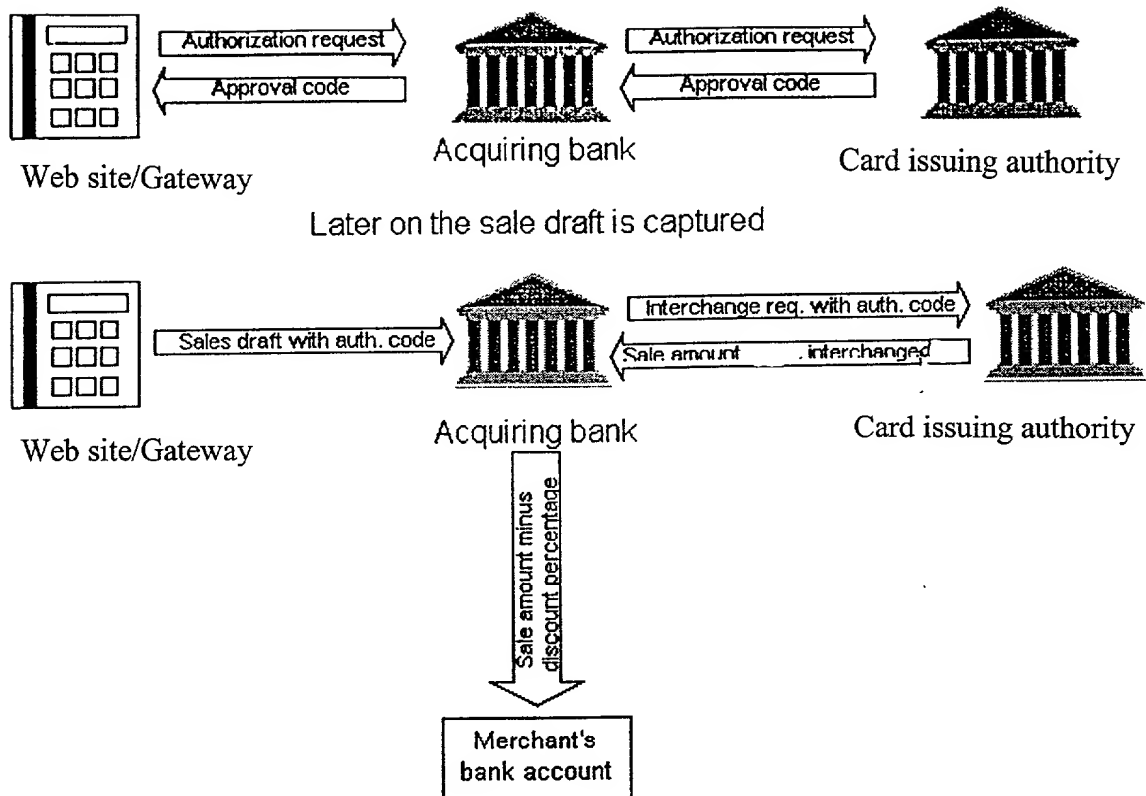 Authorization request
Authorization request
Approval code
Approval code
Web site/Gateway
Acquiring bank
Card issuing authority
Later on the sale draft is captured
Sales draft with auth. code
Interchange req. with auth. code
Sale amount interchanged
Web site/Gateway
Acquiring bank
Card issuing authority
Sale amount minus
discount percentage
Merchant's
bank account